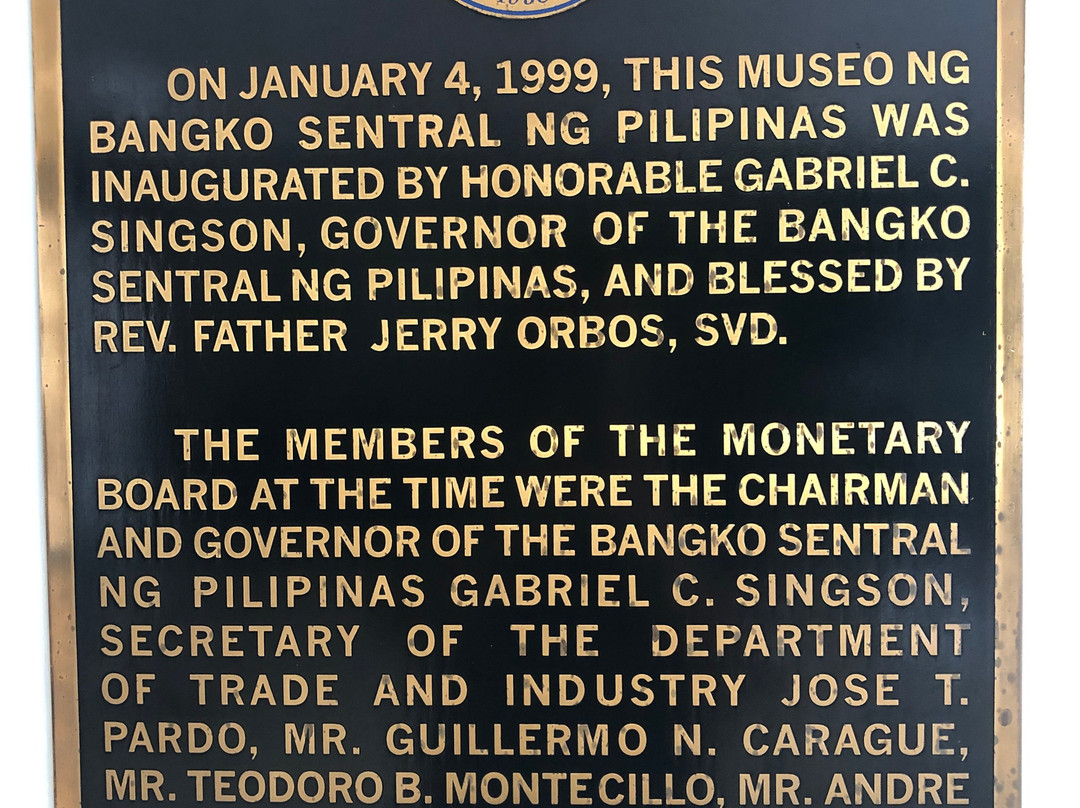 ON JANUARY 4, 1999, THIS MUSEO NG
BANGKO SENTRAL NG PILIPINAS WAS
INAUGURATED BY HONORABLE GABRIEL C.
SINGSON, GOVERNOR OF THE BANGKO
SENTRAL NG PILIPINAS, AND BLESSED BY
REV. FATHER JERRY ORBOS, SVD.
THE MEMBERS OF THE MONETARY
BOARD AT THE TIME WERE THE CHAIRMAN
AND GOVERNOR OF THE BANGKO SENTRAL
NG PILIPINAS GABRIEL C. SINGSON,
SECRETARY OF THE DEPARTMENT
OF TRADE AND INDUSTRY JOSE T.
PARDO, MR. GUILLERMO N. CARAGUE,
MR. TEODORO B. MONTECILLO, MR. ANDRE